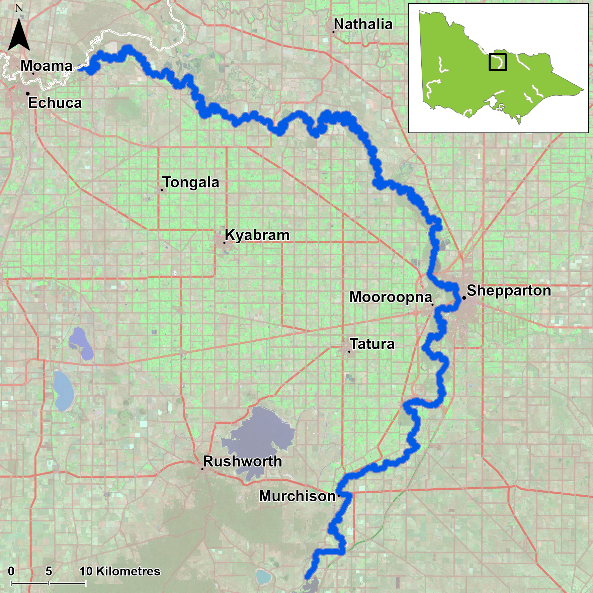 N
Nathalia
Moama
Echuca
Tongala
Kyabram
Mooroopna
Shepparton
Tatura
Rushworth
Murchison
0 5 10 Kilometres